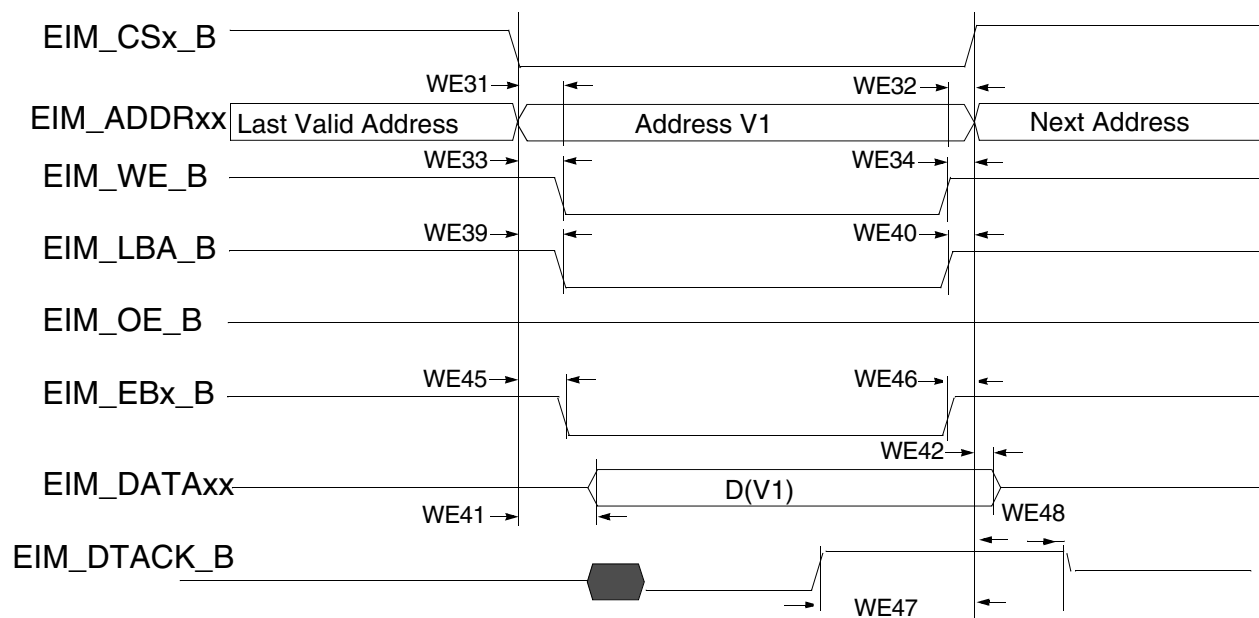 EIM_CSx_B
WE31
WE32
EIM_ADDRxx
Last Valid Address
Address V1
Next Address
WE33
WE34
EIM_WE_B
WE39
WE40
EIM_LBA_B
EIM_OE_B
WE45
WE46
EIM_EBx_B
WE42
EIM_DATAxx
D(V1)
WE41
WE48
EIM_DTACK_B
WE47